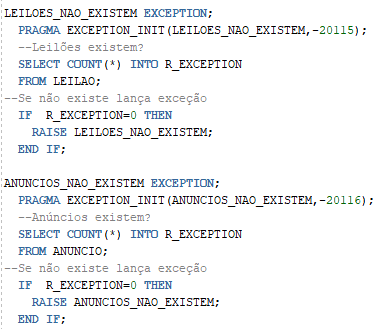 LEILOES_NAO_EXISTEM EXCEPTION;
PRAGMA EXCEPTION_INIT(LEILOES_NAO_EXISTEM,-20115);
--Leilões existem?
SELECT COUNT(*) INTO R_EXCEPTION
FROM LEILAO;
--Se não existe lança exceção
IF R_EXCEPTION=0 THEN
RAISE LEILOES_NAO_EXISTEM;
END IF;
ANUNCIOS_NAO_EXISTEM EXCEPTION;
PRAGMA EXCEPTION_INIT(ANUNCIOS_NAO_EXISTEM,-20116);
--Anúncios existem?
SELECT COUNT(*) INTO R_EXCEPTION
FROM ANUNCIO;
--Se não existe lança exceção
IF R_EXCEPTION=0 THEN
RAISE ANUNCIOS_NAO_EXISTEM;
END IF;